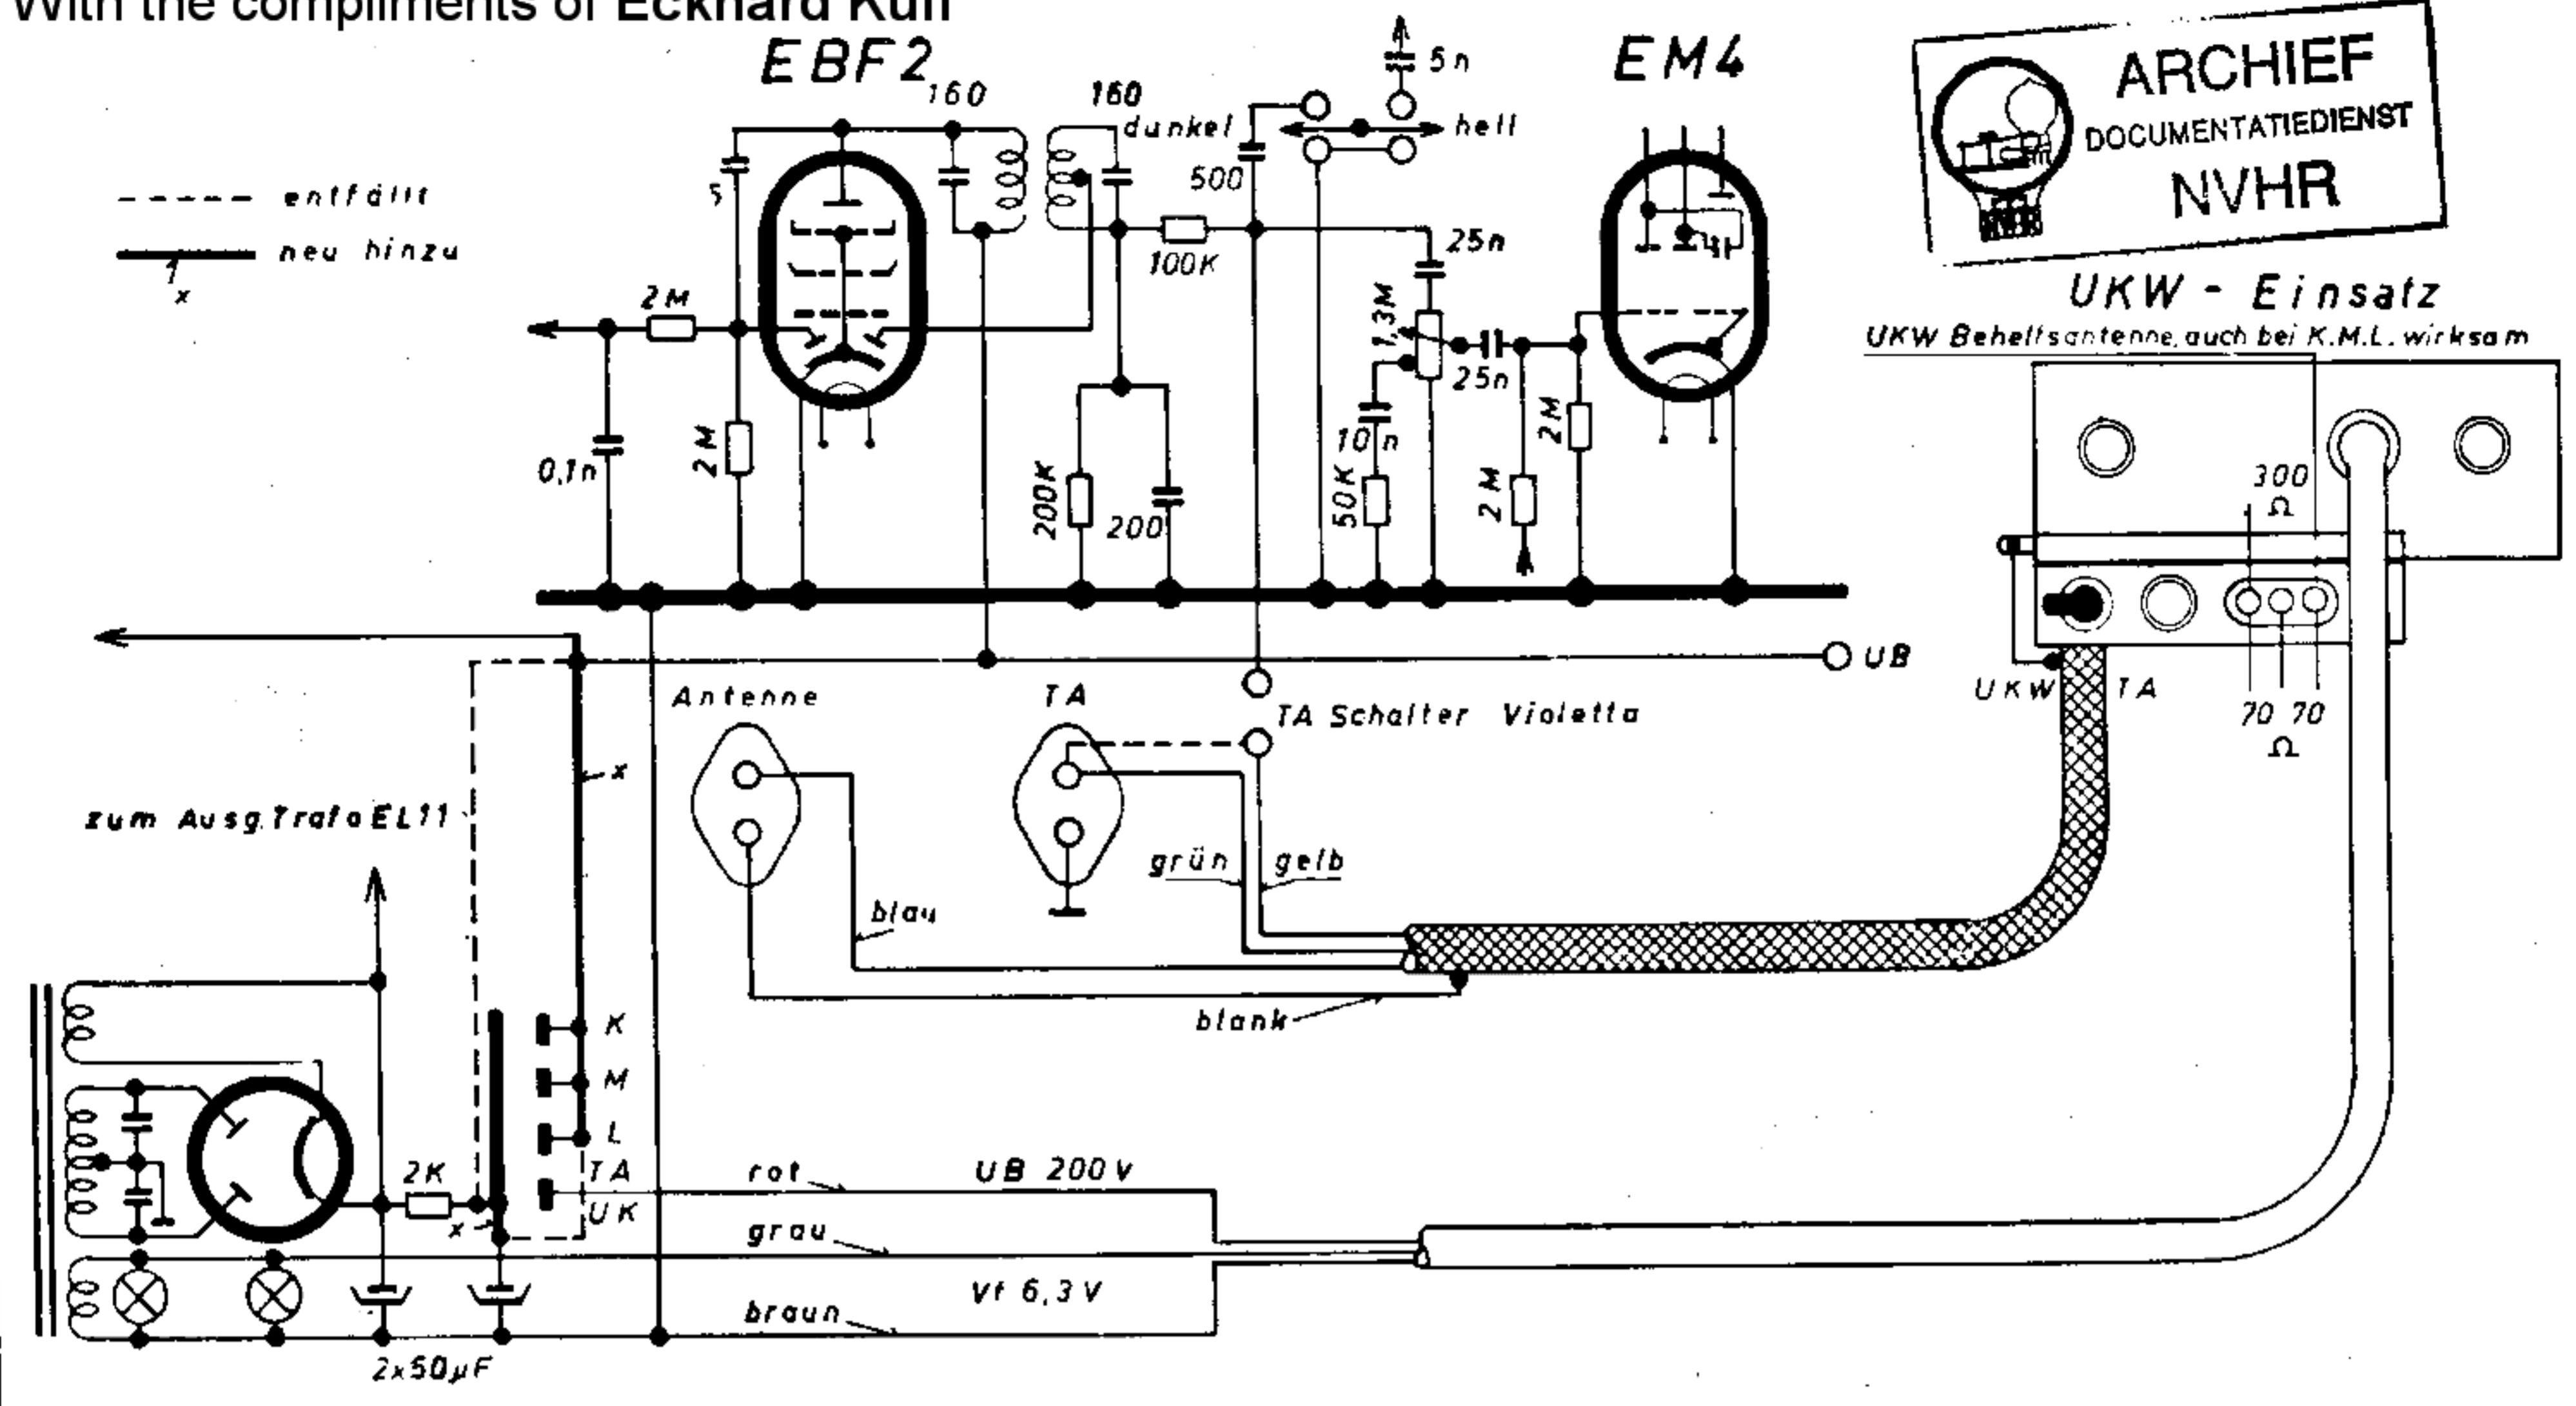 With the compliments of Eckhard Kull
EBF2
EM4
ARCHIEF
DOCUMENTATIEDIENST
NVHR
160
160
5n
dunkel
hell
5
500
entfällt
neu hinzu
x
100K
25n
2M
1,3M
25n
UKW - Einsatz
UKW Behelfsantenne, auch bei K.M.L. wirksam
0,1n
2M
200K
200
10n
50K
2M
2M
300
Ω
UB
UKW
TA
70 70
Ω
Antenne
TA
TA Schalter Violetta
x
zum Ausg.Trafo EL11
grün
gelb
blau
blank
K
M
L
TA
UK
2K
x
rot
UB 200V
grau
Vf 6,3V
braun
2x50µF